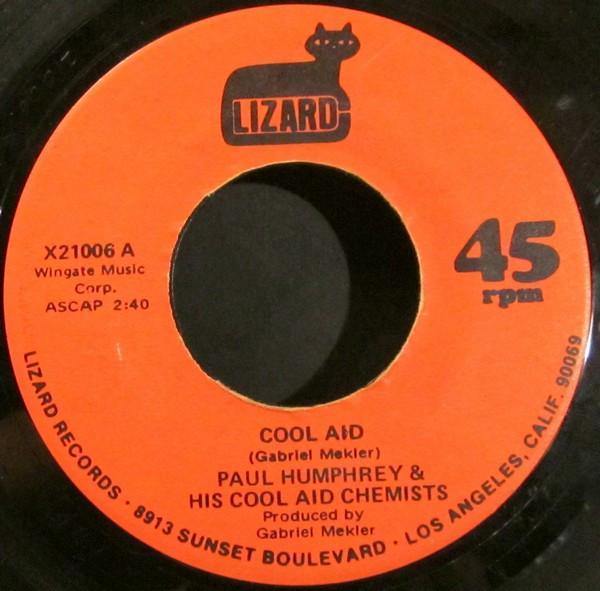 LIZARD
X21006 A
Wingate Music
Corp.
ASCAP 2:40
45
rpm
COOL AID
(Gabriel Mekler)
PAUL HUMPHREY &
HIS COOL AID CHEMISTS
Produced by
Gabriel Mekler
LIZARD RECORDS · 8913 SUNSET BOULEVARD · LOS ANGELES, CALIF. 90069